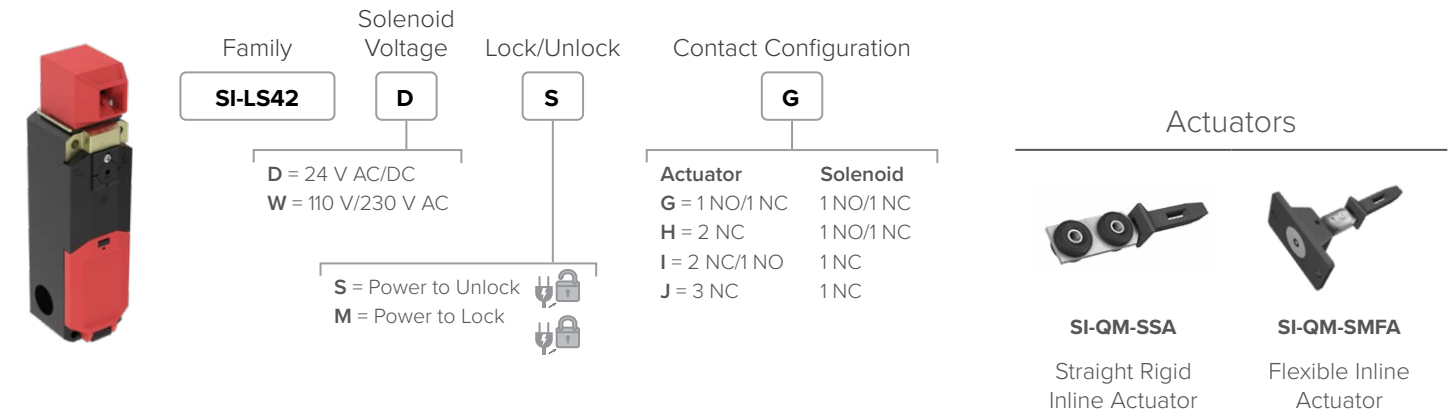 Family
Solenoid
Voltage
Lock/Unlock
Contact Configuration
SI-LS42
D
S
G
D = 24 V AC/DC
W = 110 V/230 V AC
S = Power to Unlock
M = Power to Lock
Actuator Solenoid
G = 1 NO/1 NC 1 NO/1 NC
H = 2 NC 1 NO/1 NC
I = 2 NC/1 NO 1 NC
J = 3 NC 1 NC
Actuators
SI-QM-SSA
Straight Rigid
Inline Actuator
SI-QM-SMFA
Flexible Inline
Actuator